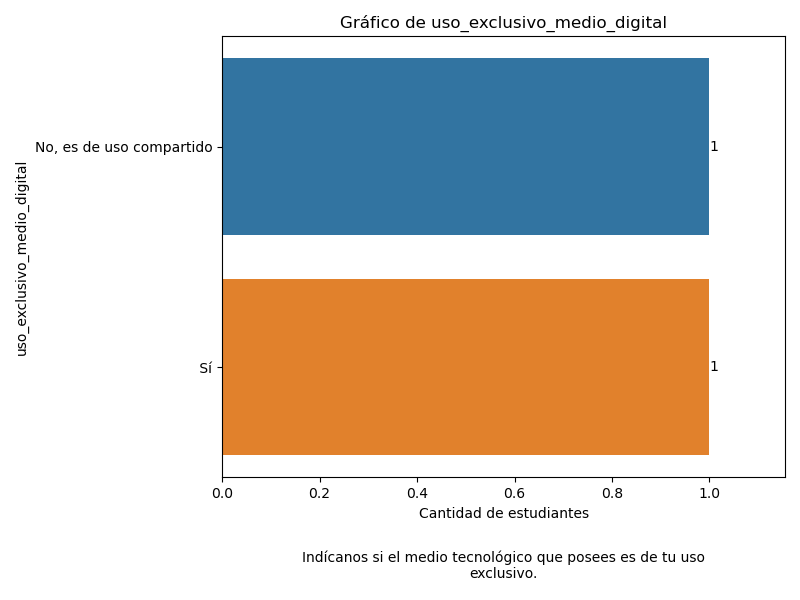 Gráfico de uso_exclusivo_medio_digital
uso_exclusivo_medio_digital
No, es de uso compartido
1
Sí
1
0.0 0.2 0.4 0.6 0.8 1.0
Cantidad de estudiantes
Indícanos si el medio tecnológico que posees es de tu uso
exclusivo.